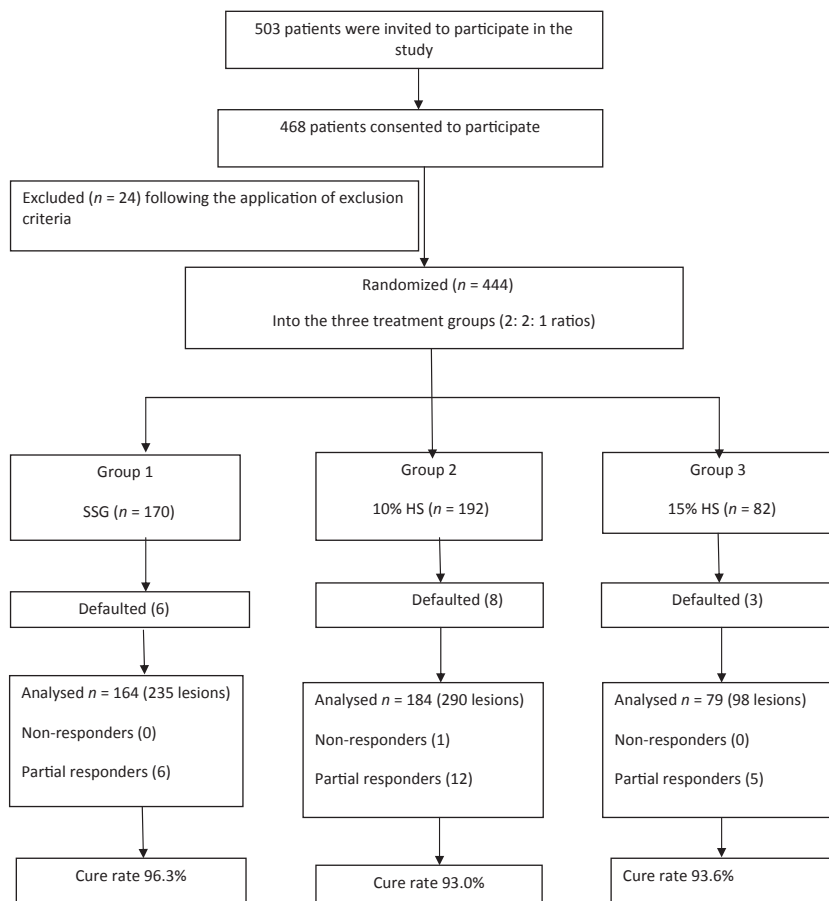 503 patients were invited to participate in the
study
468 patients consented to participate
Excluded (n = 24) following the application of exclusion
criteria
Randomized (n = 444)
Into the three treatment groups (2: 2: 1 ratios)
Group 1
SSG (n = 170)
Group 2
10% HS (n = 192)
Group 3
15% HS (n = 82)
Defaulted (6)
Defaulted (8)
Defaulted (3)
Analysed n = 164 (235 lesions)
Non-responders (0)
Partial responders (6)
Analysed n = 184 (290 lesions)
Non-responders (1)
Partial responders (12)
Analysed n = 79 (98 lesions)
Non-responders (0)
Partial responders (5)
Cure rate 96.3%
Cure rate 93.0%
Cure rate 93.6%